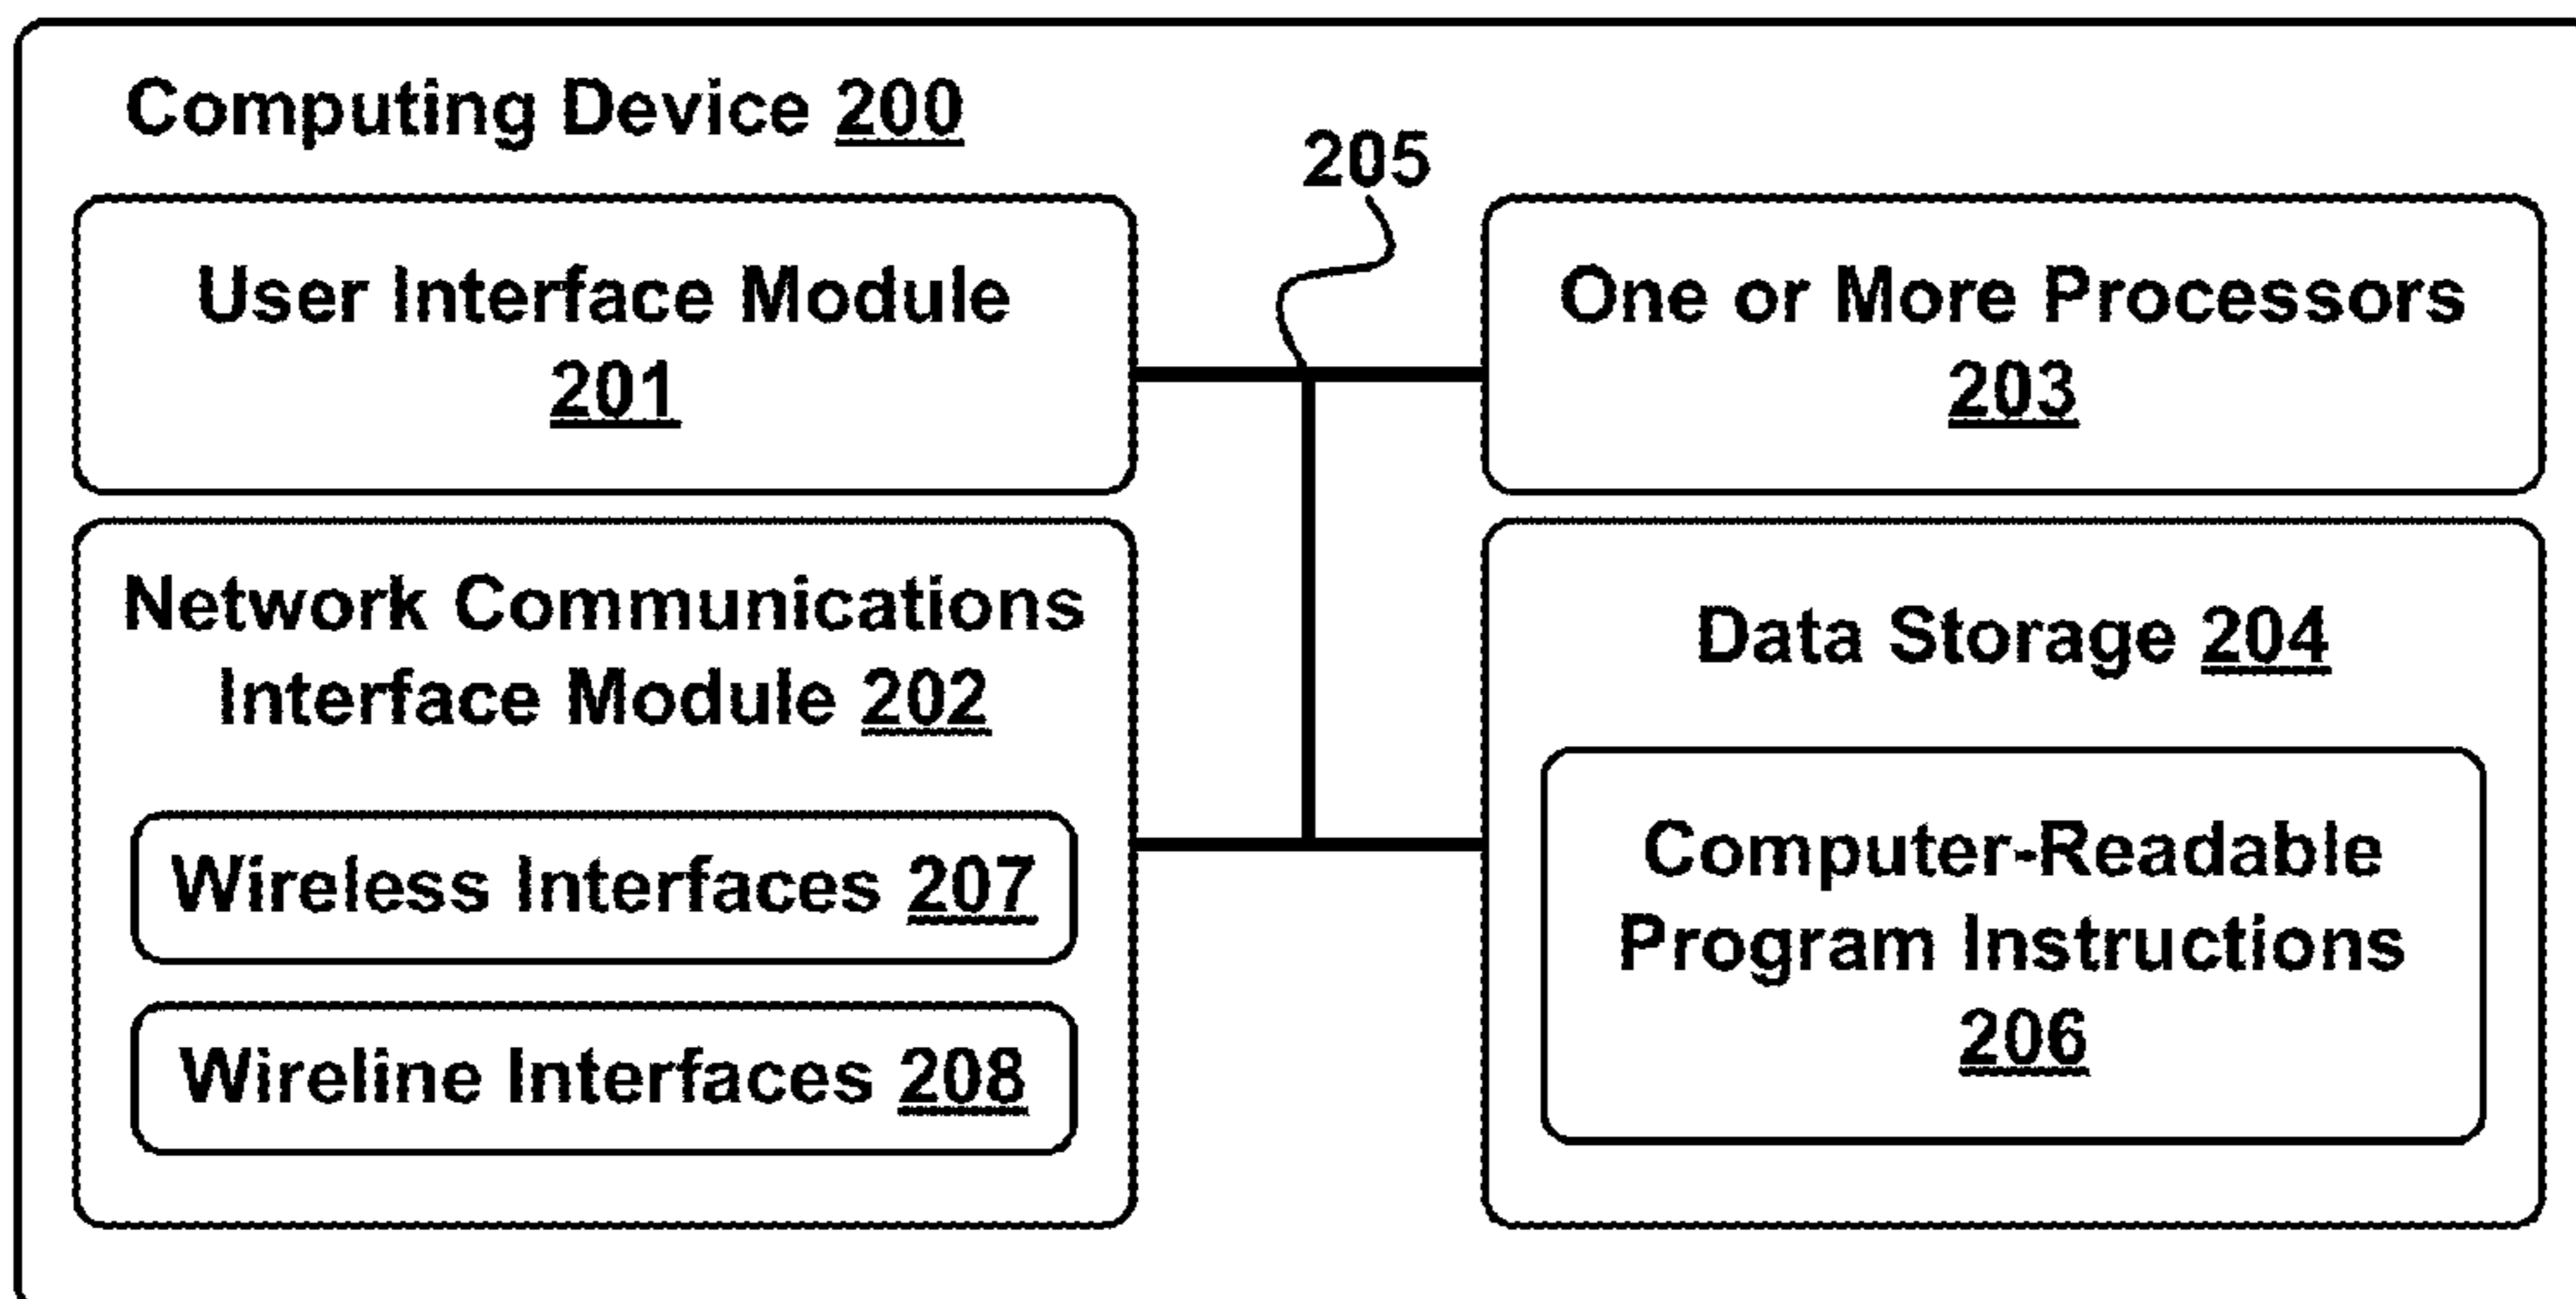 Computing Device 200
205
User Interface Module
201
One or More Processors
203
Network Communications
Interface Module 202
Wireless Interfaces 207
Wireline Interfaces 208
Data Storage 204
Computer-Readable
Program Instructions
206